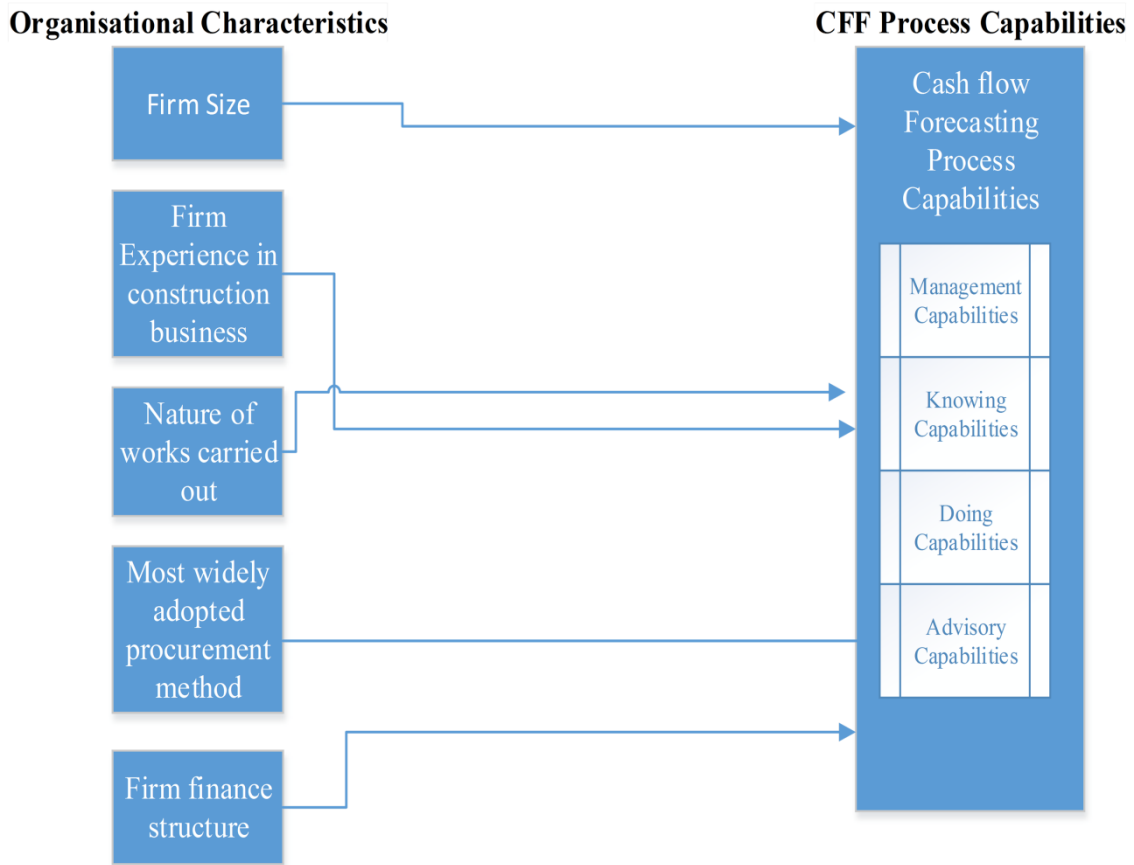 Organisational Characteristics
CFF Process Capabilities
Firm Size
Firm
Experience in
construction
business
Nature of
works carried
out
Most widely
adopted
procurement
method
Firm finance
structure
Cash flow
Forecasting
Process
Capabilities
Management
Capabilities
Knowing
Capabilities
Doing
Capabilities
Advisory
Capabilities